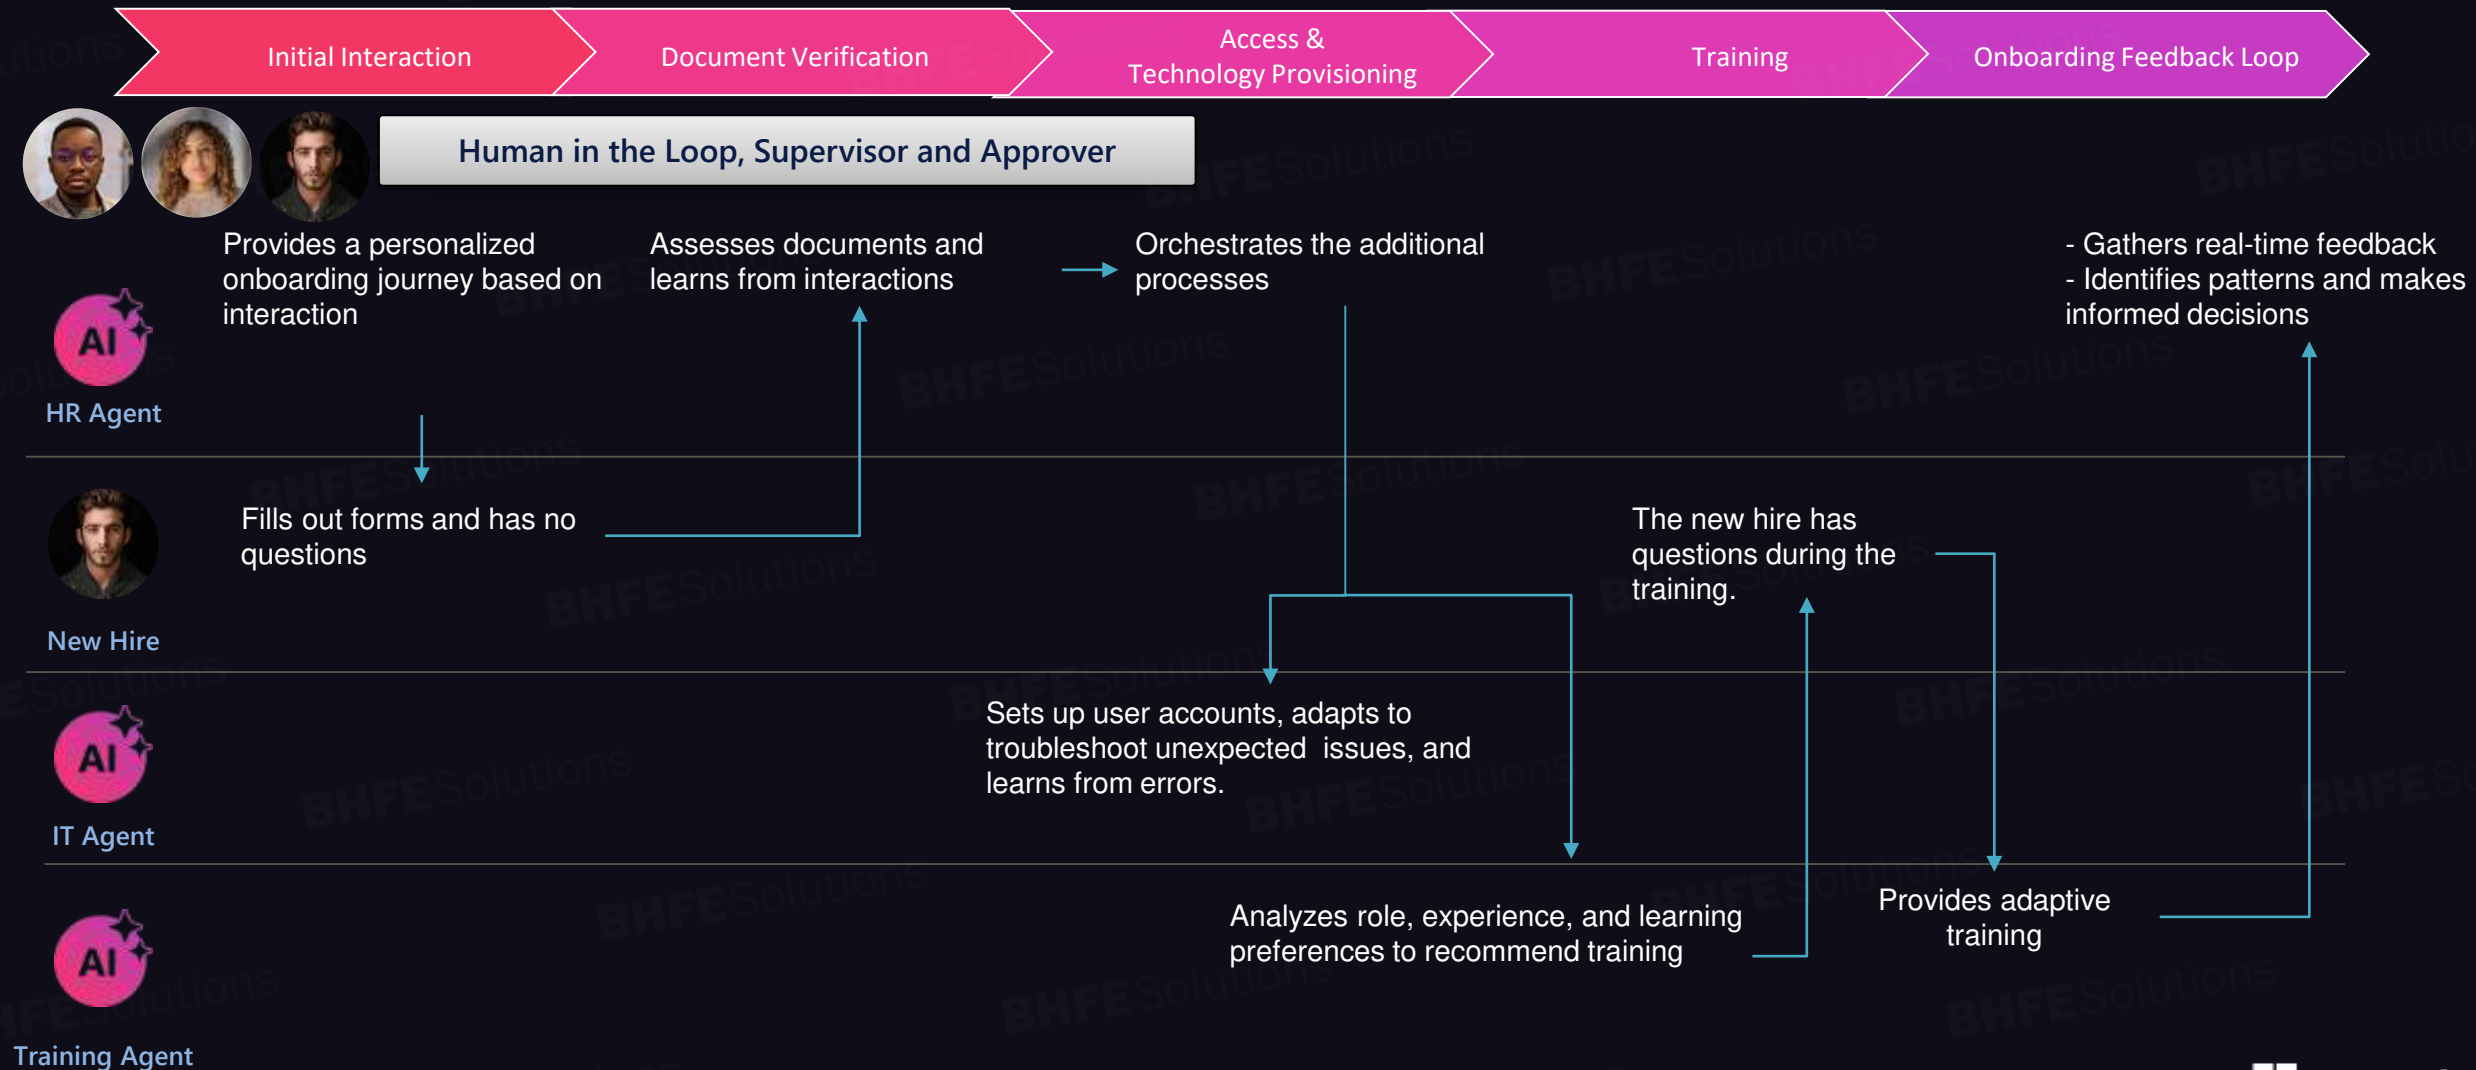 Initial Interaction
Document Verification
Access &
Technology Provisioning
Training
Onboarding Feedback Loop
Human in the Loop, Supervisor and Approver
Provides a personalized
onboarding journey based on
interaction
Assesses documents and
learns from interactions
Orchestrates the additional
processes
- Gathers real-time feedback
- Identifies patterns and makes
informed decisions
AI
HR Agent
Fills out forms and has no
questions
The new hire has
questions during the
training.
New Hire
Sets up user accounts, adapts to
troubleshoot unexpected  issues, and
learns from errors.
AI
IT Agent
Analyzes role, experience, and learning
preferences to recommend training
Provides adaptive
training
AI
Training Agent
BHFESolutions